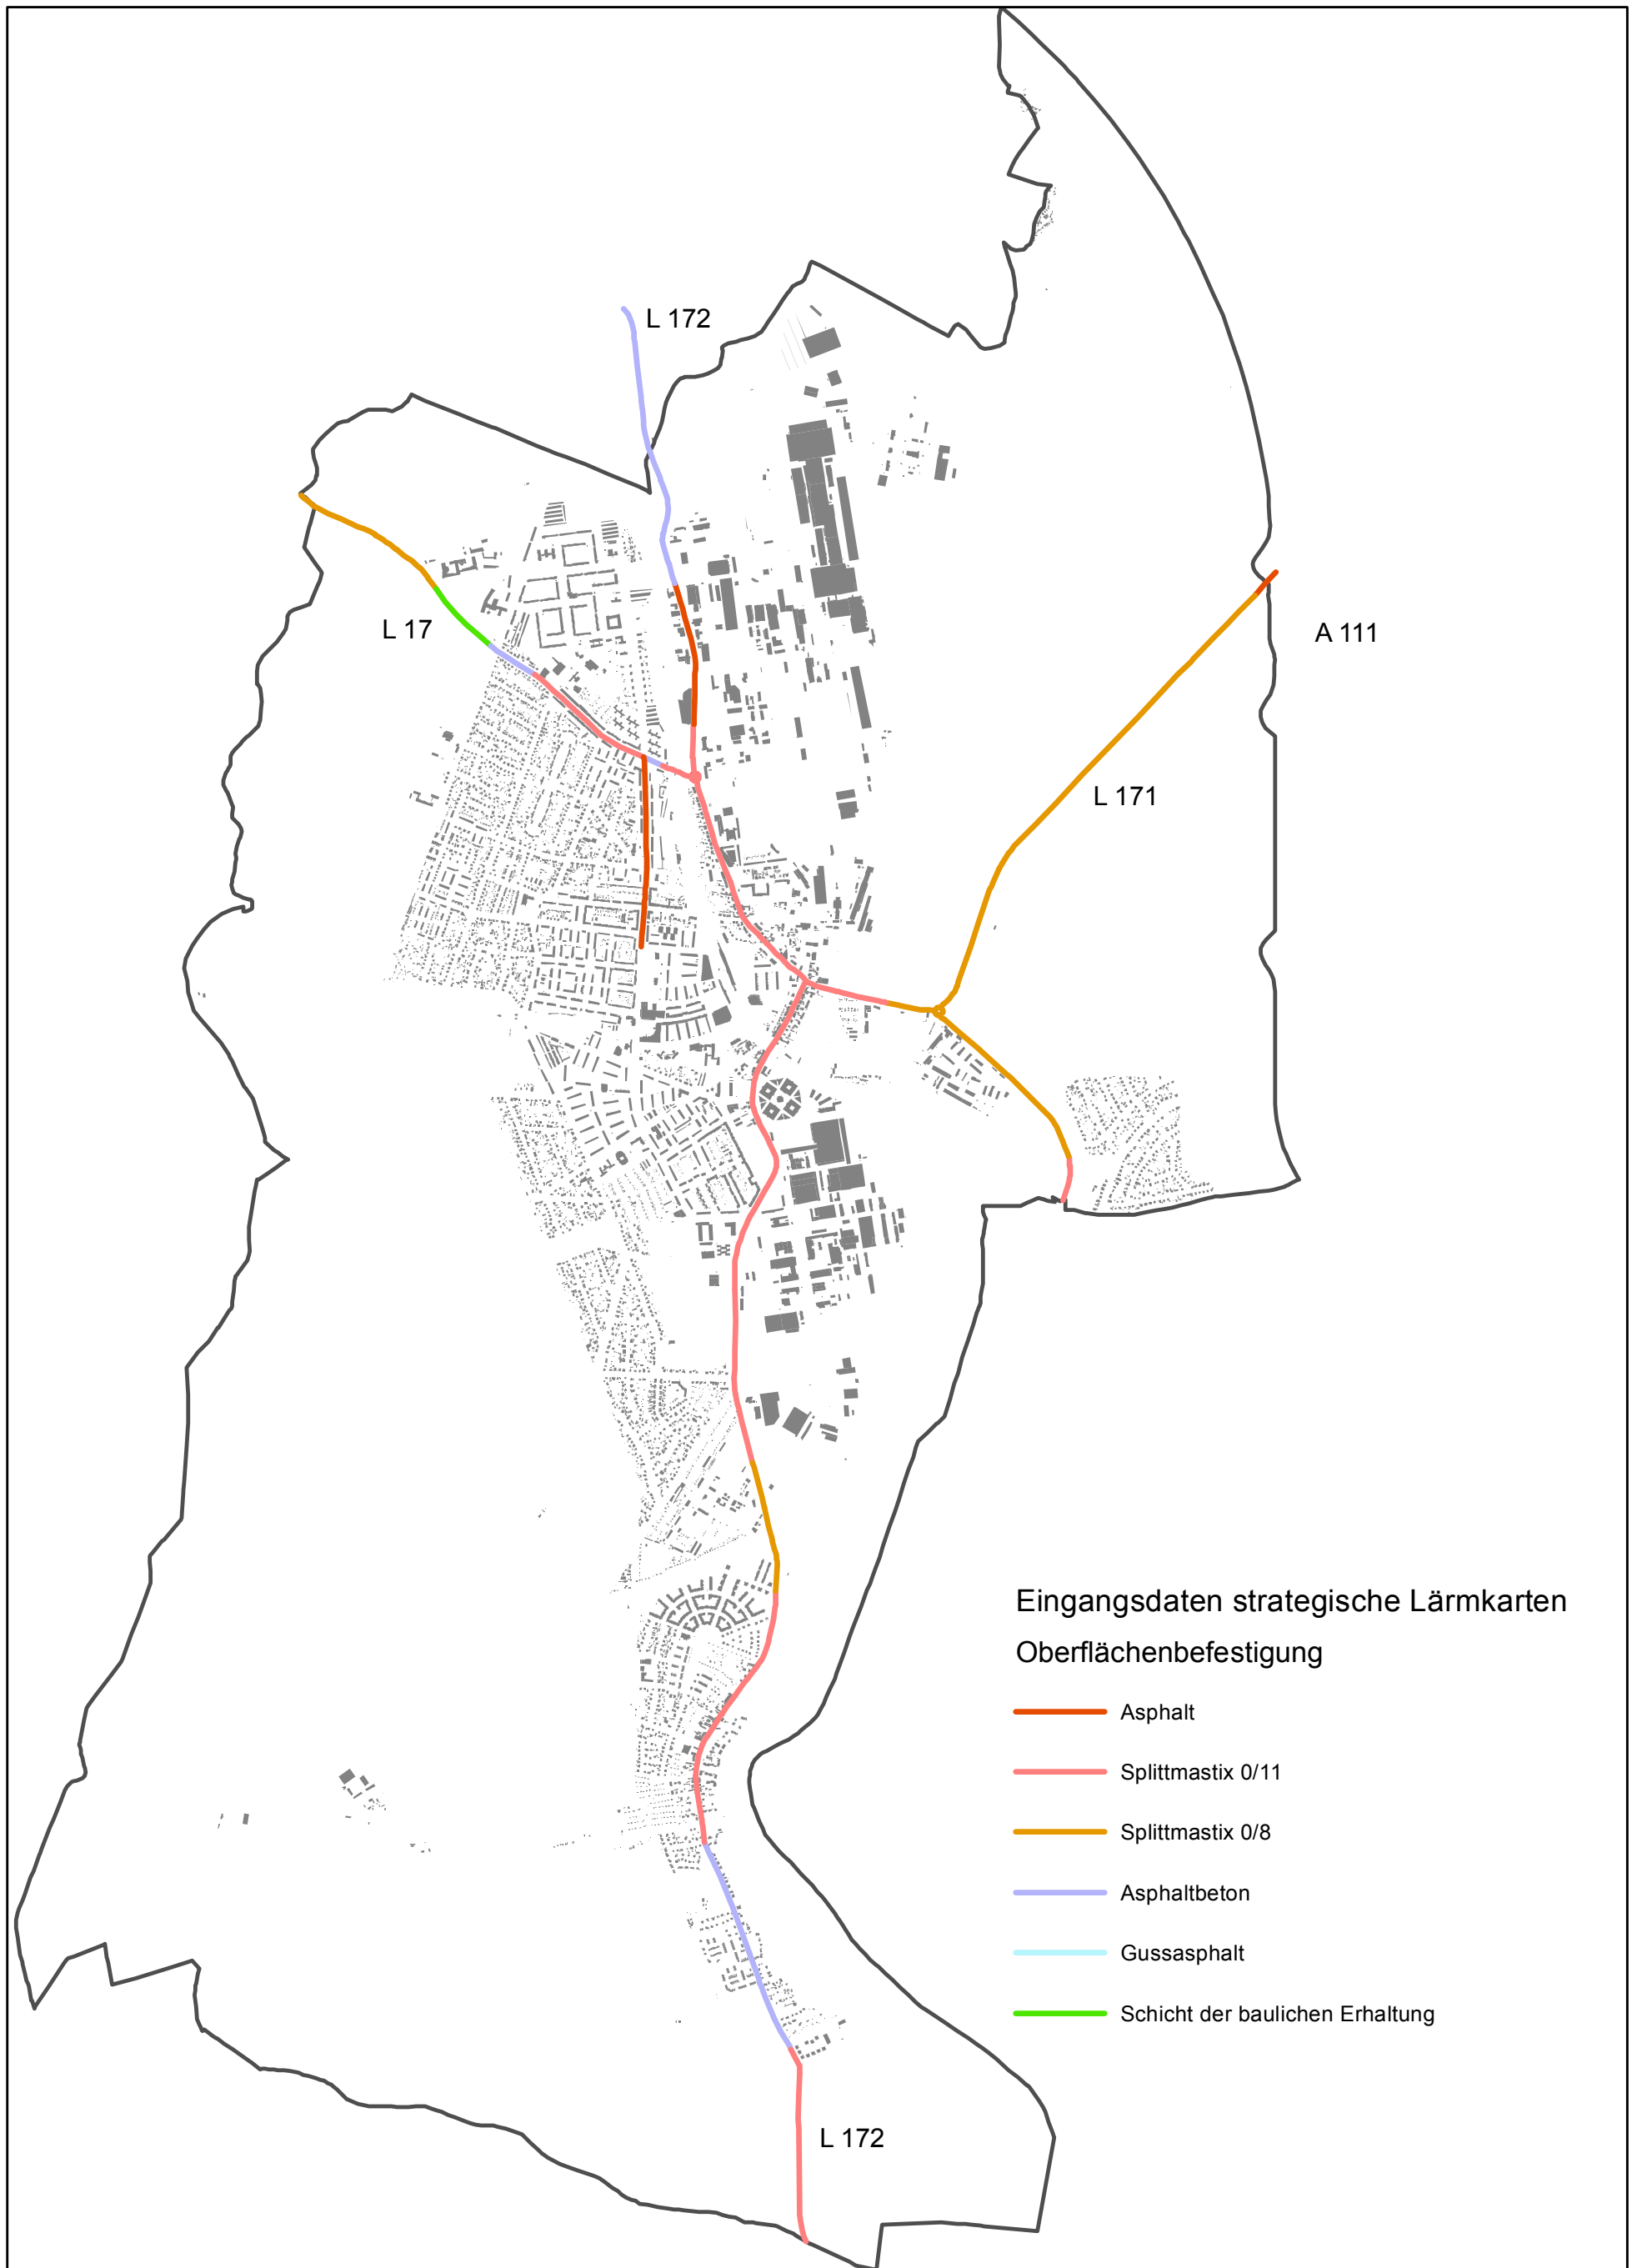 L 172
L 17
A 111
L 171
Eingangsdaten strategische Lärmkarten
Oberflächenbefestigung
Asphalt
Splittmastix 0/11
Splittmastix 0/8
Asphaltbeton
Gussasphalt
Schicht der baulichen Erhaltung
L 172